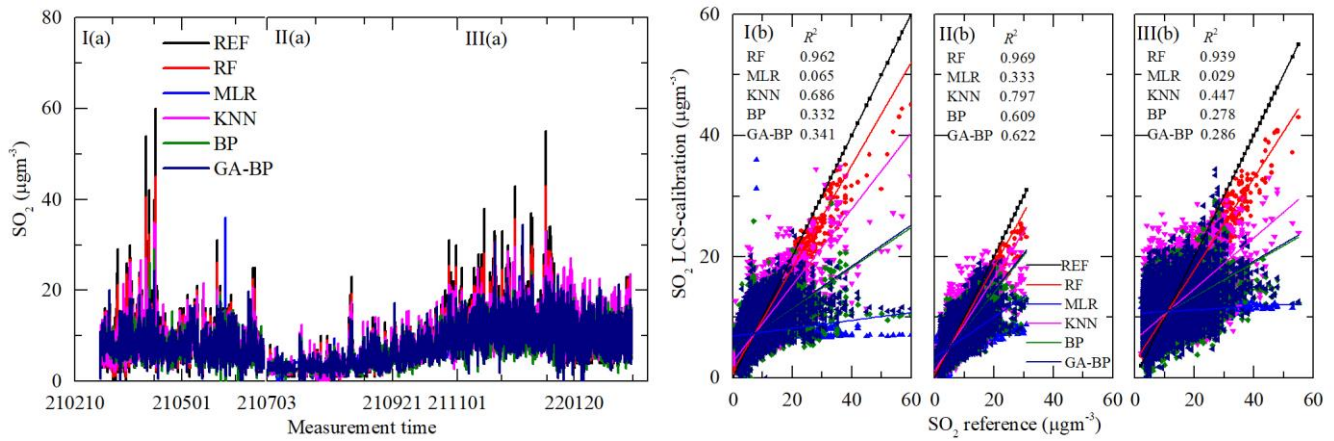 80
60
40
20
0
SO2 (μgm-3)
I(a)
II(a)
III(a)
REF
RF
MLR
KNN
BP
GA-BP
210210
210501
210703
210921
211101
220120
Measurement time
60
40
20
0
SO2 LCS-calibration (μgm-3)
I(b)
R2
RF 0.962
MLR 0.065
KNN 0.686
BP 0.332
GA-BP 0.341
II(b)
R2
RF 0.969
MLR 0.333
KNN 0.797
BP 0.609
GA-BP 0.622
REF
RF
MLR
KNN
BP
GA-BP
III(b)
R2
RF 0.939
MLR 0.029
KNN 0.447
BP 0.278
GA-BP 0.286
0 20 40 60 0 20 40 60 0 20 40 60
SO2 reference (μgm-3)